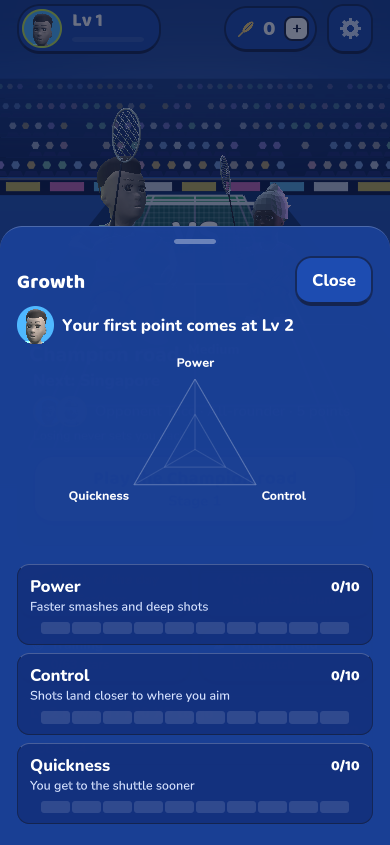 Lv 1
0
+
VS
Growth
Close
Your first point comes at Lv 2
Power
Quickness
Control
Power
0/10
Faster smashes and deep shots
Control
0/10
Shots land closer to where you aim
Quickness
0/10
You get to the shuttle sooner